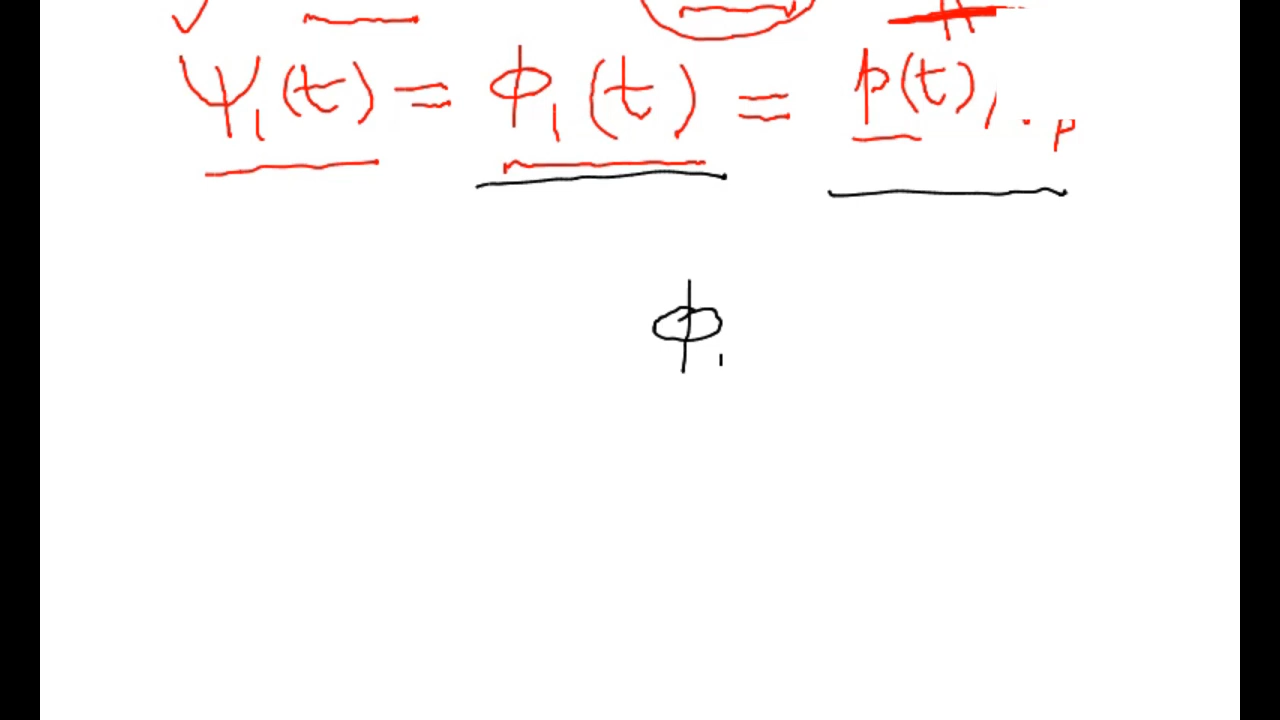 ψ₁(t) = φ₁(t) = p(t),
φ₁